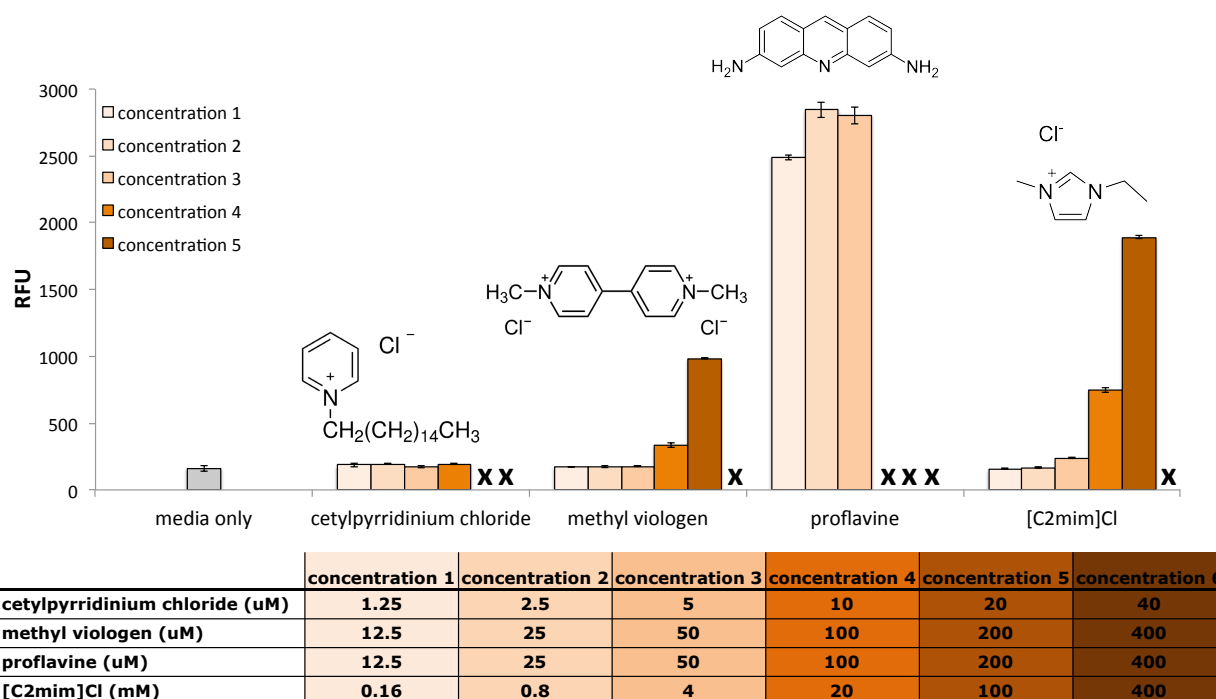 H₂N N NH₂
3000
2500
2000
1500
1000
500
0
RFU
concentration 1
concentration 2
concentration 3
concentration 4
concentration 5
Cl⁻
+
N N
H₃C N + + N CH₃
Cl⁻ Cl⁻
Cl⁻
+
N
CH₂(CH₂)₁₄CH₃
X X X X X X X
media only cetylpyrridinium chloride methyl viologen proflavine [C2mim]Cl
concentration 1 concentration 2 concentration 3 concentration 4 concentration 5 concentration 6
cetylpyrridinium chloride (uM) 1.25 2.5 5 10 20 40
methyl viologen (uM) 12.5 25 50 100 200 400
proflavine (uM) 12.5 25 50 100 200 400
[C2mim]Cl (mM) 0.16 0.8 4 20 100 400